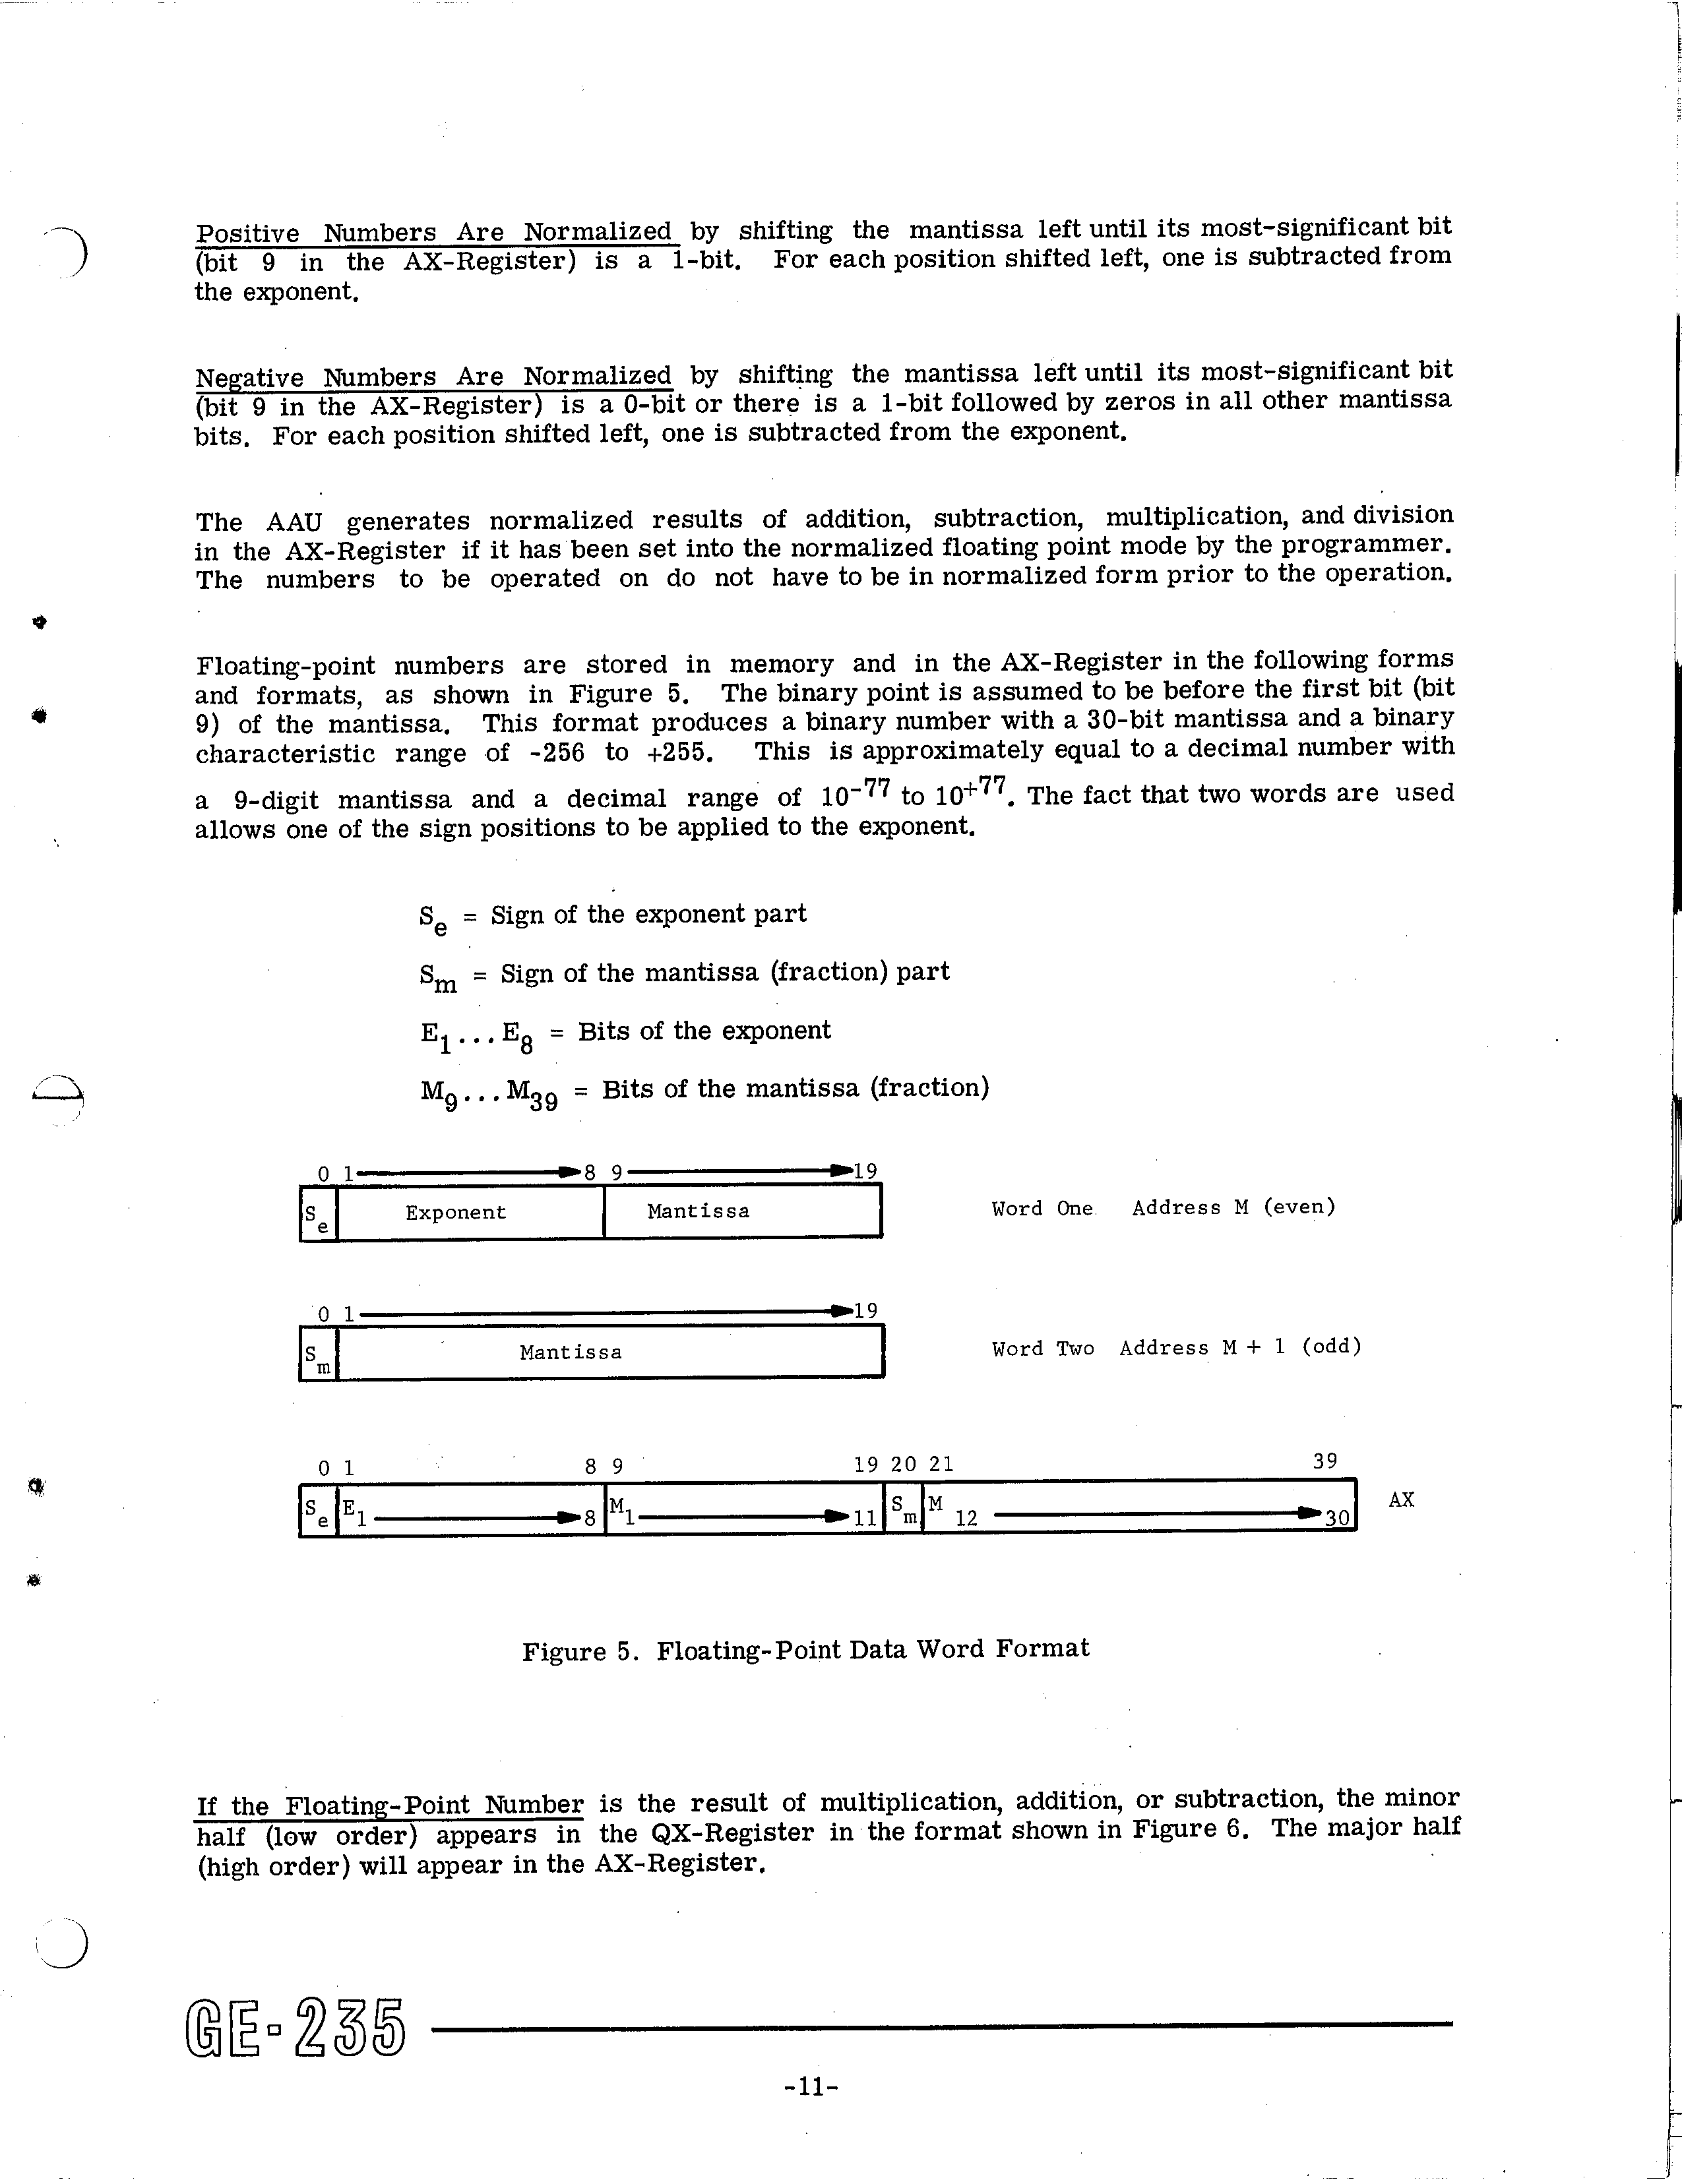 Positive Numbers Are Normalized by shifting the mantissa left until its most-significant bit
(bit 9 in the AX-Register) is a 1-bit. For each position shifted left, one is subtracted from
the exponent.
Negative Numbers Are Normalized by shifting the mantissa left until its most-significant bit
(bit 9 in the AX-Register) is a 0-bit or there is a 1-bit followed by zeros in all other mantissa
bits. For each position shifted left, one is subtracted from the exponent.
The AAU generates normalized results of addition, subtraction, multiplication, and division
in the AX-Register if it has been set into the normalized floating point mode by the programmer.
The numbers to be operated on do not have to be in normalized form prior to the operation.
Floating-point numbers are stored in memory and in the AX-Register in the following forms
and formats, as shown in Figure 5. The binary point is assumed to be before the first bit (bit
9) of the mantissa. This format produces a binary number with a 30-bit mantissa and a binary
characteristic range of -256 to +255. This is approximately equal to a decimal number with
a 9-digit mantissa and a decimal range of 10-77 to 10+77. The fact that two words are used
allows one of the sign positions to be applied to the exponent.
Se = Sign of the exponent part
Sm = Sign of the mantissa (fraction) part
E1...E8 = Bits of the exponent
M9...M39 = Bits of the mantissa (fraction)
0 1 8 9 19
Se Exponent Mantissa Word One Address M (even)
0 1 19
Sm Mantissa Word Two Address M + 1 (odd)
0 1 8 9 19 20 21 39
Se E1 8 M1 11 Sm M 12 30 AX
Figure 5. Floating-Point Data Word Format
If the Floating-Point Number is the result of multiplication, addition, or subtraction, the minor
half (low order) appears in the QX-Register in the format shown in Figure 6. The major half
(high order) will appear in the AX-Register.
GE-235
-11-